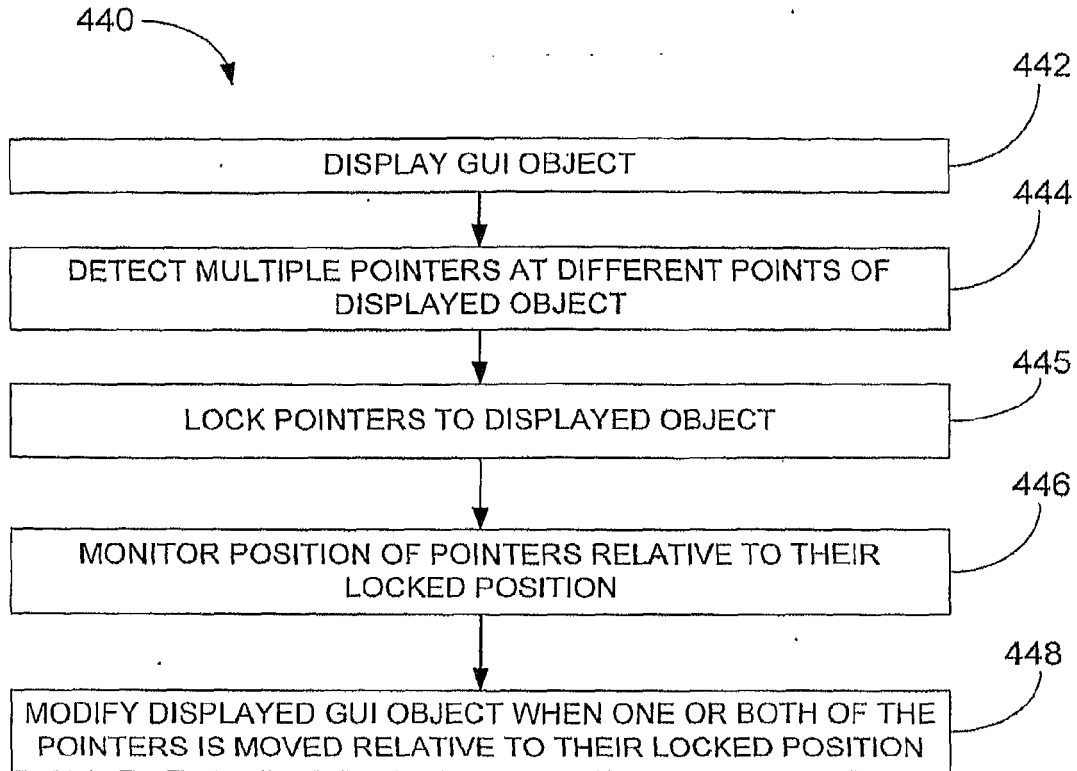 440
442
DISPLAY GUI OBJECT
444
DETECT MULTIPLE POINTERS AT DIFFERENT POINTS OF
DISPLAYED OBJECT
445
LOCK POINTERS TO DISPLAYED OBJECT
446
MONITOR POSITION OF POINTERS RELATIVE TO THEIR
LOCKED POSITION
448
MODIFY DISPLAYED GUI OBJECT WHEN ONE OR BOTH OF THE
POINTERS IS MOVED RELATIVE TO THEIR LOCKED POSITION